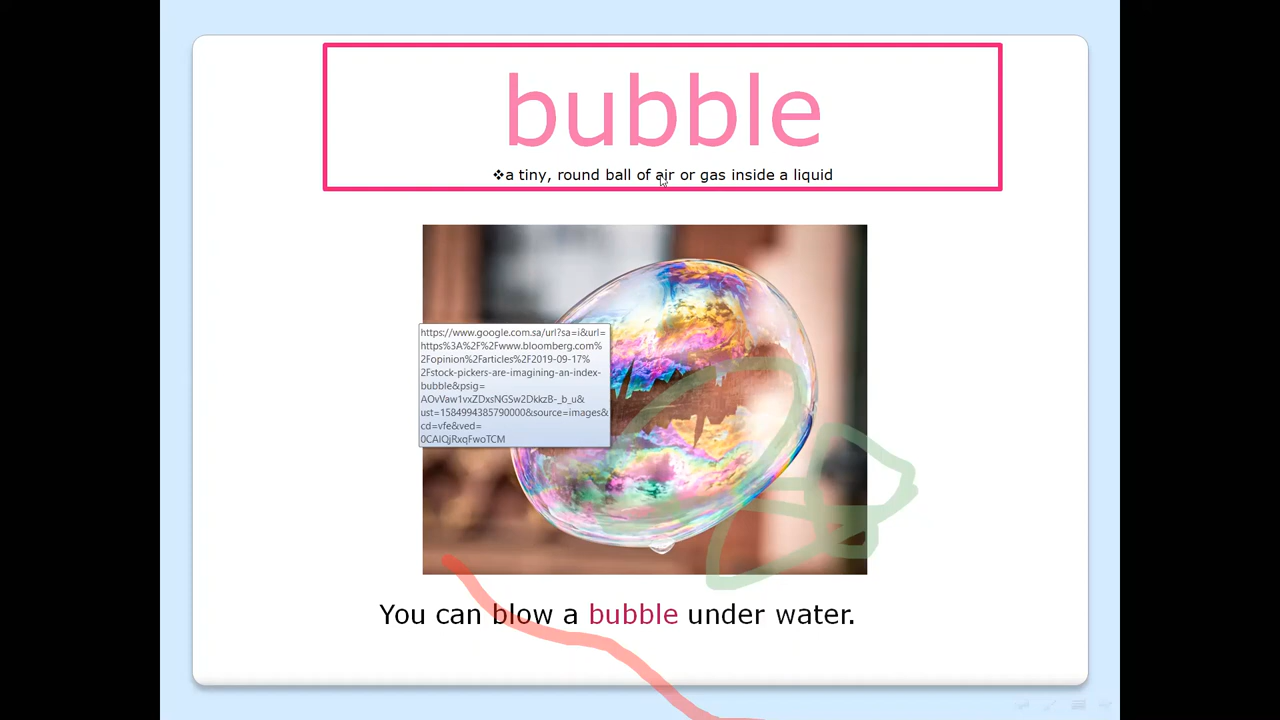 bubble
❖a tiny, round ball of air or gas inside a liquid
https://www.google.com.sa/url?sa=i&url=
https%3A%2F%2Fwww.bloomberg.com%
2Fopinion%2Farticles%2F2019-09-17%
2Fstock-pickers-are-imagining-an-index-
bubble&psig=
AOvVaw1vxZDxsNGSw2DkkzB-_b_u&
ust=1584994385790000&source=images&
cd=vfe&ved=
0CAIQjRxqFwoTCM
You can blow a bubble under water.